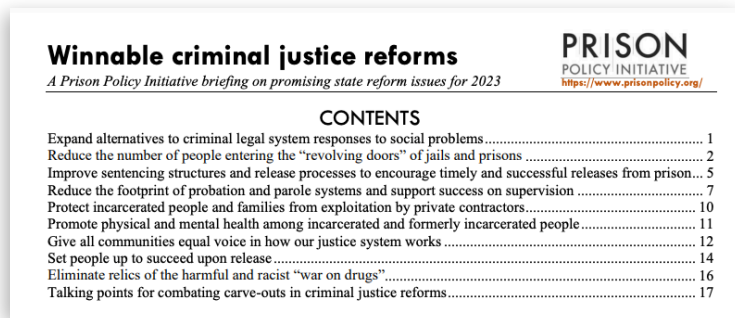 Winnable criminal justice reforms
A Prison Policy Initiative briefing on promising state reform issues for 2023
PRISON
POLICY INITIATIVE
https://www.prisonpolicy.org/
CONTENTS
Expand alternatives to criminal legal system responses to social problems.......................................................... 1
Reduce the number of people entering the “revolving doors” of jails and prisons ............................................... 2
Improve sentencing structures and release processes to encourage timely and successful releases from prison... 5
Reduce the footprint of probation and parole systems and support success on supervision ................................. 7
Protect incarcerated people and families from exploitation by private contractors............................................. 10
Promote physical and mental health among incarcerated and formerly incarcerated people.............................. 11
Give all communities equal voice in how our justice system works ................................................................... 12
Set people up to succeed upon release................................................................................................................ 14
Eliminate relics of the harmful and racist “war on drugs”.................................................................................. 16
Talking points for combating carve-outs in criminal justice reforms................................................................. 17